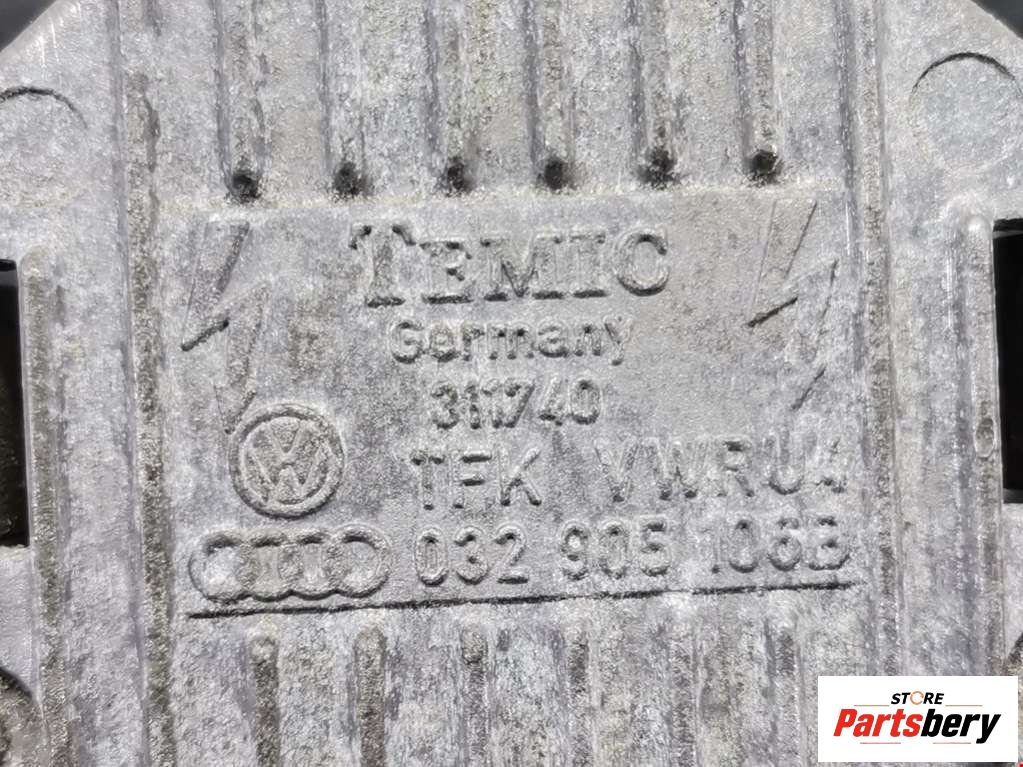 TEMIC
Germany
311740
TFK VWRU4
032 905 106B
STORE
Partsbery